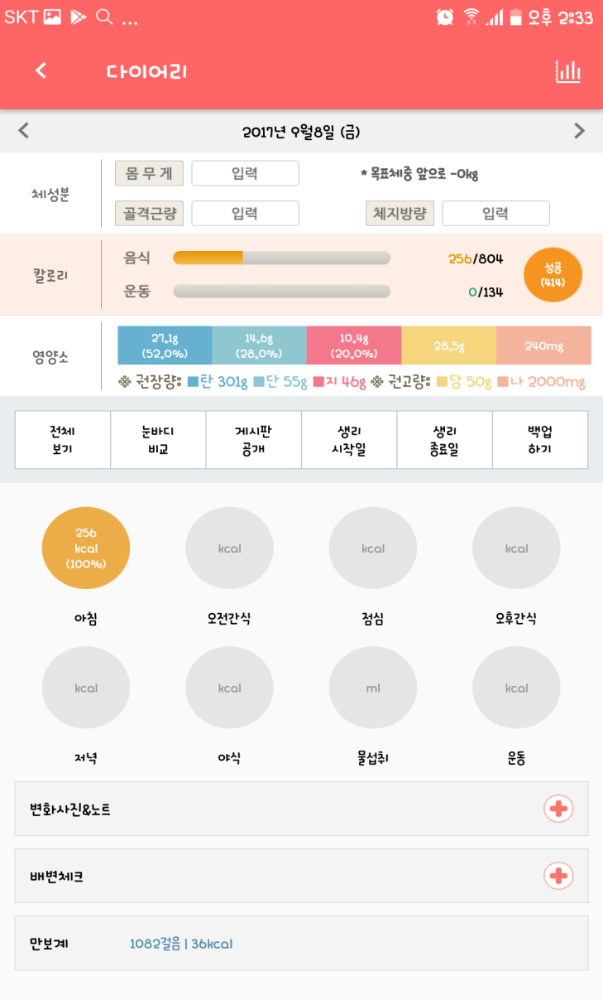 SKT ... 오후 2:33
다이어리
2017년 9월8일 (금)
체성분
몸 무 게 입력 * 목표체중 앞으로 -0kg
골격근량 입력 체지방량 입력
칼로리
음식 256/804
운동 0/134
성공
(414)
영양소
27.1g 14.6g 10.4g 28.5g 240mg
(52.0%) (28.0%) (20.0%)
※ 권장량: ■탄 301g ■단 55g ■지 46g ※ 권고량: ■당 50g ■나 2000mg
전체 눈바디 게시판 생리 생리 백업
보기 비교 공개 시작일 종료일 하기
256
kcal kcal kcal kcal
(100%)
아침 오전간식 점심 오후간식
kcal kcal ml kcal
저녁 야식 물섭취 운동
변화사진&노트
배변체크
만보계 1082걸음 | 36kcal